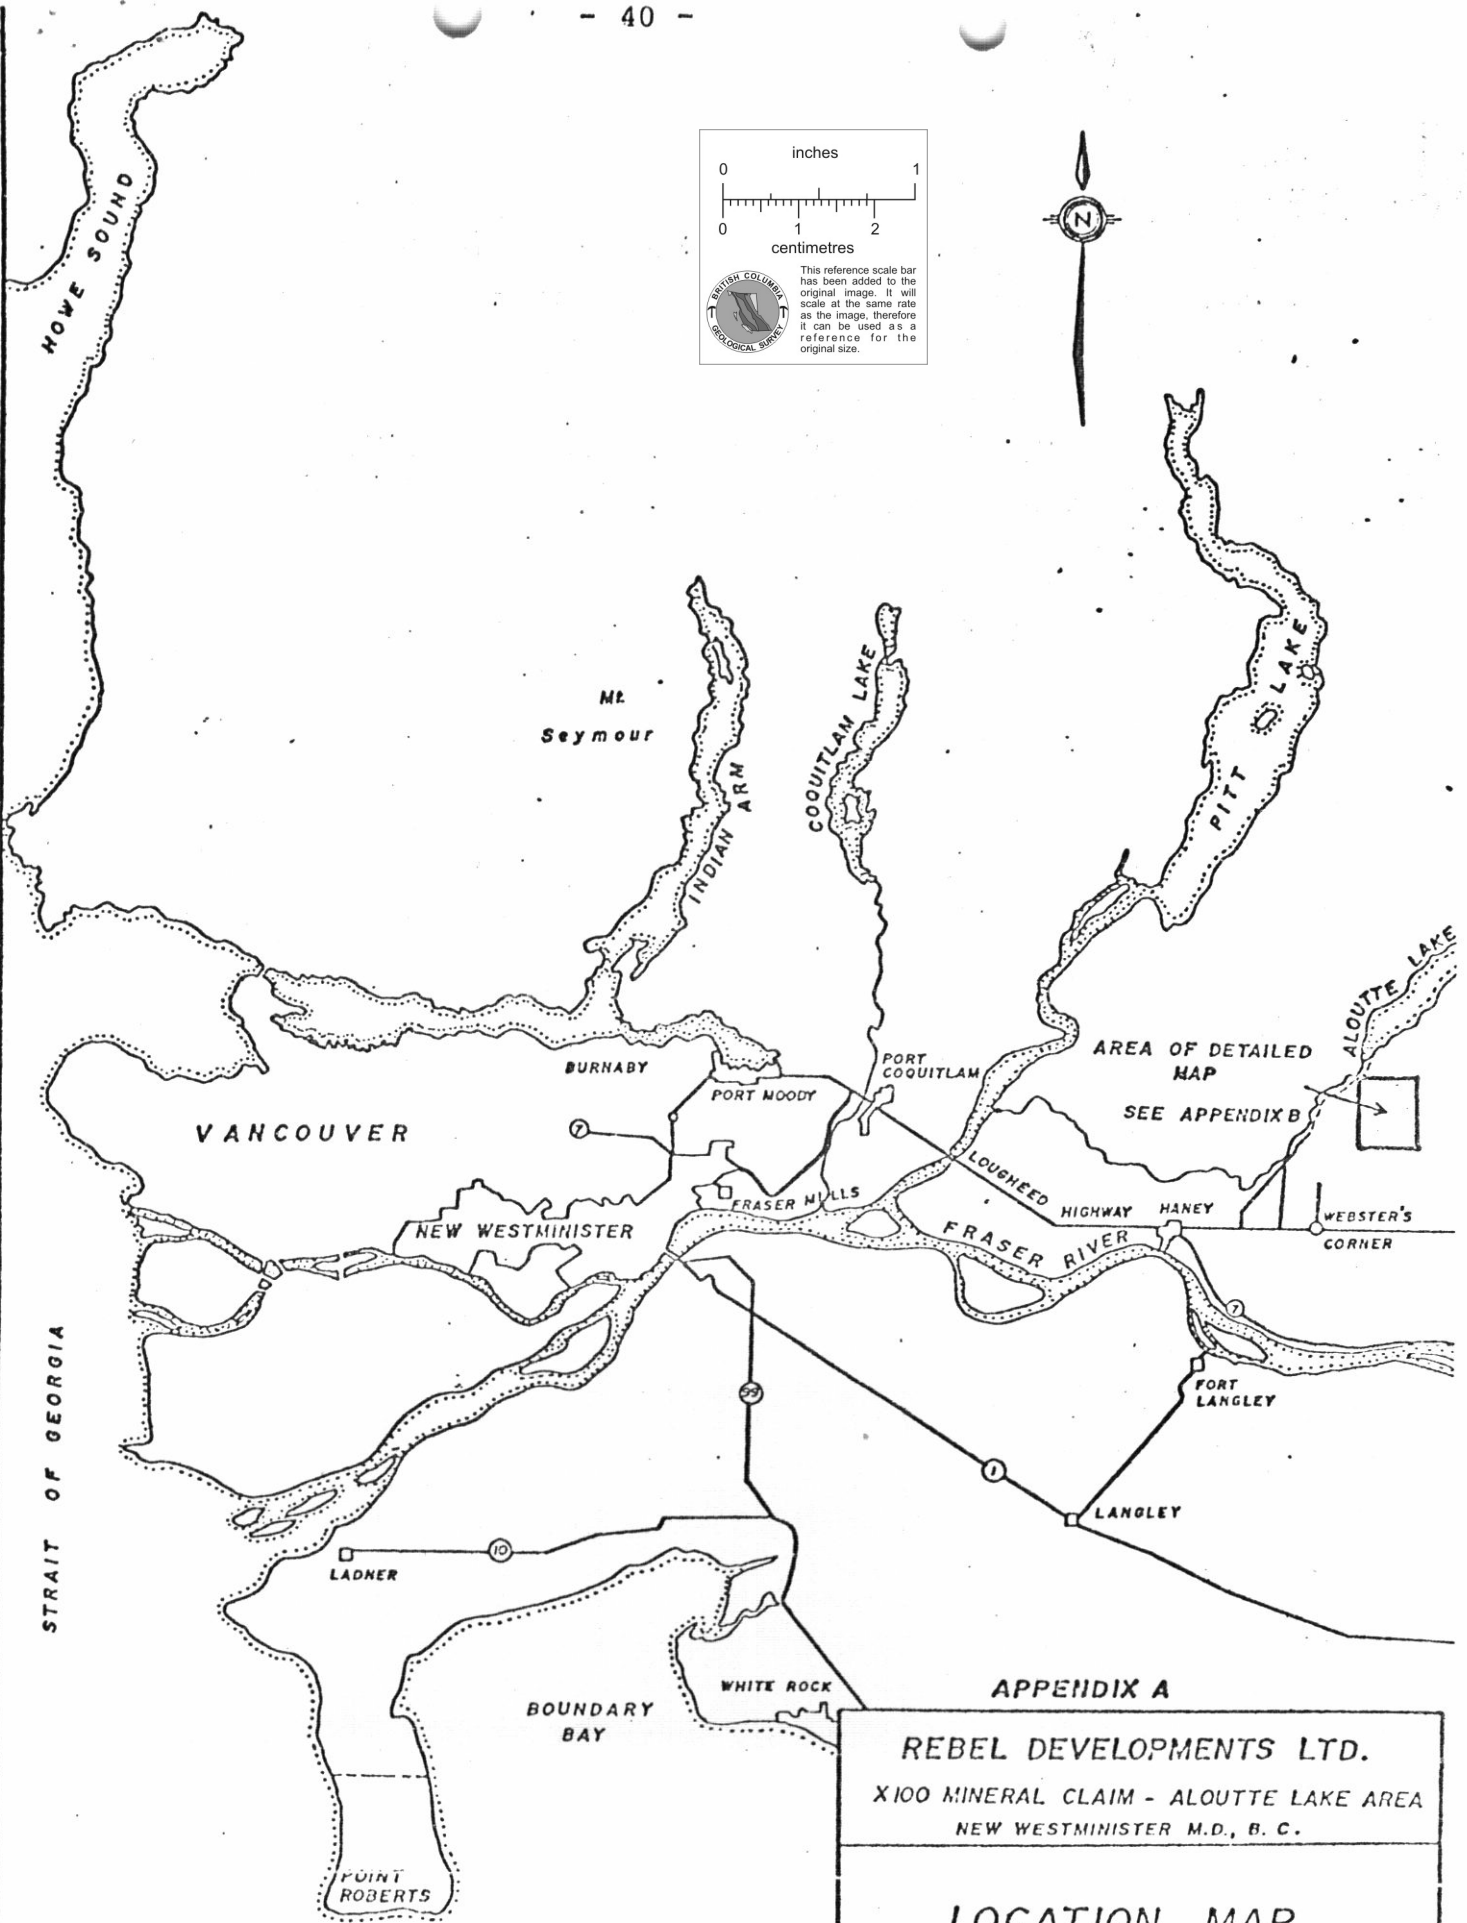 - 40 -
inches
0 1
0 1 2
centimetres
BRITISH COLUMBIA
GEOLOGICAL SURVEY
This reference scale bar
has been added to the
original image. It will
scale at the same rate
as the image, therefore
it can be used as a
reference for the
original size.
N
HOWE SOUND
Mt.
Seymour
INDIAN ARM
COQUITLAM LAKE
PITT LAKE
ALOUTTE LAKE
AREA OF DETAILED
MAP
SEE APPENDIX B
BURNABY
PORT MOODY
PORT
COQUITLAM
VANCOUVER
7
NEW WESTMINISTER
FRASER MILLS
LOUGHEED
HIGHWAY
HANEY
WEBSTER'S
CORNER
FRASER RIVER
7
FORT
LANGLEY
99
1
LANGLEY
STRAIT OF GEORGIA
10
LADNER
WHITE ROCK
BOUNDARY
BAY
POINT
ROBERTS
APPENDIX A
REBEL DEVELOPMENTS LTD.
X100 MINERAL CLAIM - ALOUTTE LAKE AREA
NEW WESTMINISTER M.D., B.C.
LOCATION MAP